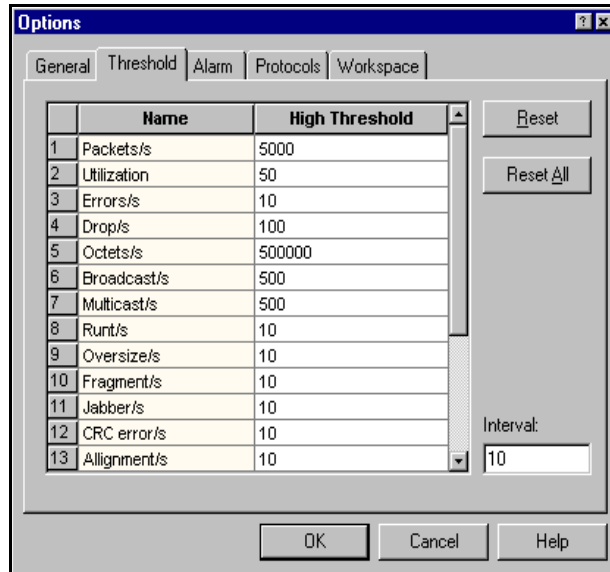 Options
General Threshold Alarm Protocols Workspace
Name High Threshold
1 Packets/s 5000
2 Utilization 50
3 Errors/s 10
4 Drop/s 100
5 Octets/s 500000
6 Broadcast/s 500
7 Multicast/s 500
8 Runt/s 10
9 Oversize/s 10
10 Fragment/s 10
11 Jabber/s 10
12 CRC error/s 10
13 Allignment/s 10
Reset
Reset All
Interval:
10
OK Cancel Help